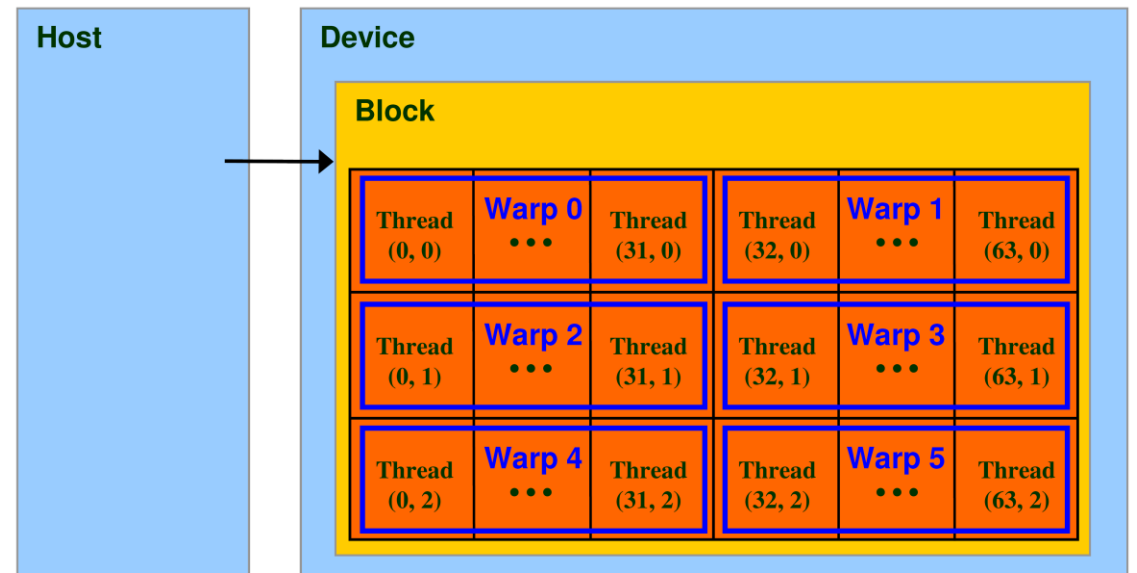 Host
Device
Block
Warp 0
Warp 1
Thread
(0, 0)
•••
Thread
(31, 0)
Thread
(32, 0)
•••
Thread
(63, 0)
Warp 2
Warp 3
Thread
(0, 1)
•••
Thread
(31, 1)
Thread
(32, 1)
•••
Thread
(63, 1)
Warp 4
Warp 5
Thread
(0, 2)
•••
Thread
(31, 2)
Thread
(32, 2)
•••
Thread
(63, 2)